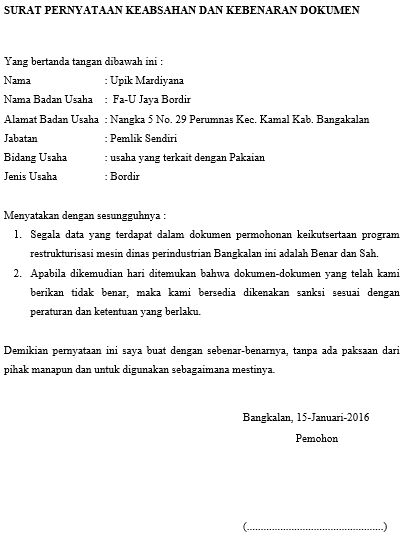 SURAT PERNYATAAN KEABSAHAN DAN KEBENARAN DOKUMEN
Yang bertanda tangan dibawah ini :
Nama : Upik Mardiyana
Nama Badan Usaha : Fa-U Jaya Bordir
Alamat Badan Usaha : Nangka 5 No. 29 Perumnas Kec. Kamal Kab. Bangakalan
Jabatan : Pemlik Sendiri
Bidang Usaha : usaha yang terkait dengan Pakaian
Jenis Usaha : Bordir
Menyatakan dengan sesungguhnya :
1. Segala data yang terdapat dalam dokumen permohonan keikutsertaan program
restrukturisasi mesin dinas perindustrian Bangkalan ini adalah Benar dan Sah.
2. Apabila dikemudian hari ditemukan bahwa dokumen-dokumen yang telah kami
berikan tidak benar, maka kami bersedia dikenakan sanksi sesuai dengan
peraturan dan ketentuan yang berlaku.
Demikian pernyataan ini saya buat dengan sebenar-benarnya, tanpa ada paksaan dari
pihak manapun dan untuk digunakan sebagaimana mestinya.
Bangkalan, 15-Januari-2016
Pemohon
(.................................................)